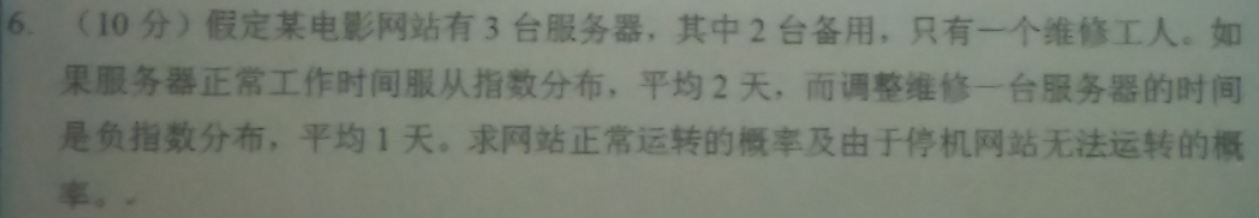 6. （10 分）假定某电影网站有 3 台服务器，其中 2 台备用，只有一个维修工人。如
果服务器正常工作时间服从指数分布，平均 2 天，而调整维修一台服务器的时间
是负指数分布，平均 1 天。求网站正常运转的概率及由于停机网站无法运转的概
率。